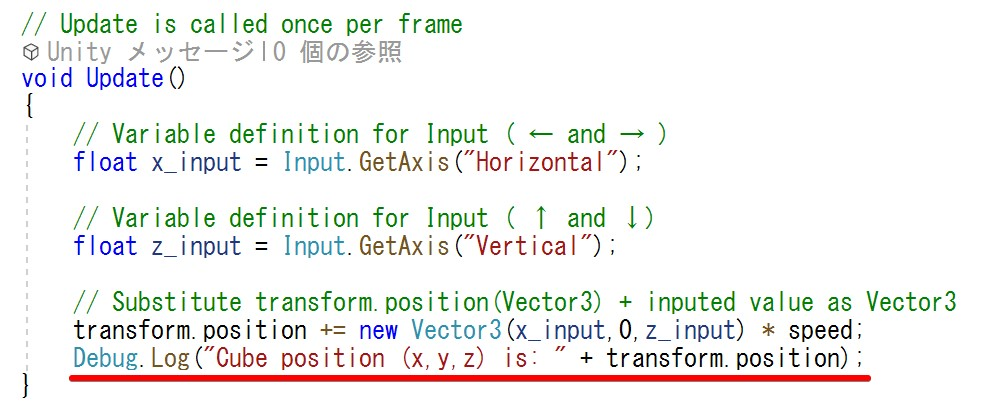 // Update is called once per frame
Unity メッセージ|0 個の参照
void Update()
{
// Variable definition for Input ( ← and → )
float x_input = Input.GetAxis("Horizontal");
// Variable definition for Input ( ↑ and ↓)
float z_input = Input.GetAxis("Vertical");
// Substitute transform.position(Vector3) + inputed value as Vector3
transform.position += new Vector3(x_input,0,z_input) * speed;
Debug.Log("Cube position (x,y,z) is: " + transform.position);
}